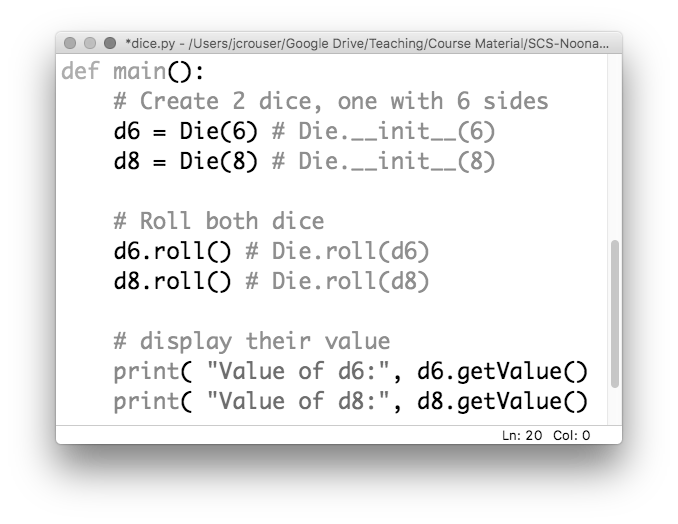 *dice.py - /Users/jcrouser/Google Drive/Teaching/Course Material/SCS-Noona...
def main():
    # Create 2 dice, one with 6 sides
    d6 = Die(6) # Die.__init__(6)
    d8 = Die(8) # Die.__init__(8)

    # Roll both dice
    d6.roll() # Die.roll(d6)
    d8.roll() # Die.roll(d8)

    # display their value
    print( "Value of d6:", d6.getValue()
    print( "Value of d8:", d8.getValue()
Ln: 20 Col: 0